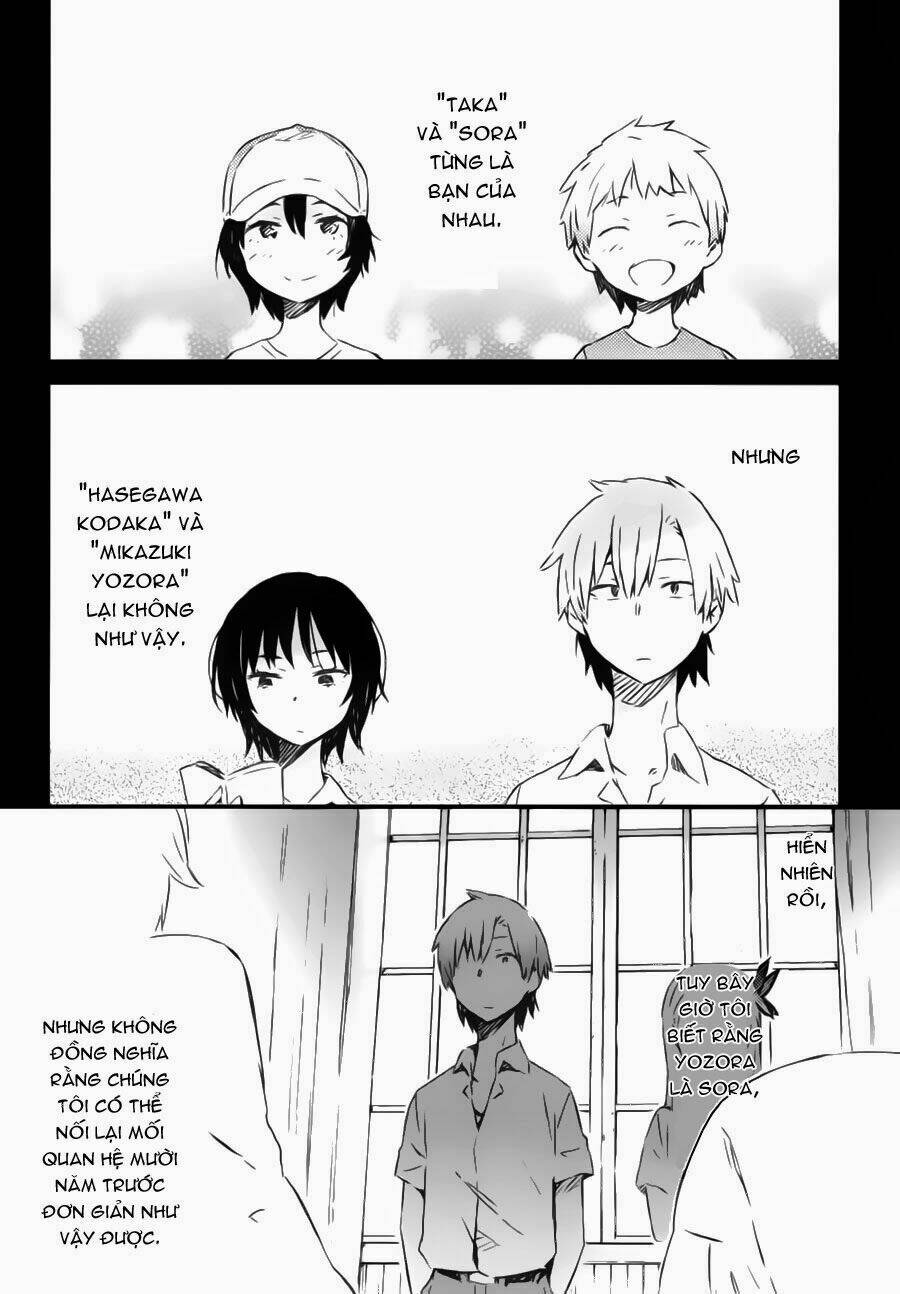 "TAKA"
VÀ "SORA"
TỪNG LÀ
BẠN CỦA
NHAU.
NHƯNG
"HASEGAWA
KODAKA" VÀ
"MIKAZUKI
YOZORA"
LẠI KHÔNG
NHƯ VẬY.
HIỂN
NHIÊN
RỒI,
TUY BÂY
GIỜ TÔI
BIẾT RẰNG
YOZORA
LÀ SORA,
NHƯNG KHÔNG
ĐỒNG NGHĨA
RẰNG CHÚNG
TÔI CÓ THỂ
NỐI LẠI MỐI
QUAN HỆ MƯỜI
NĂM TRƯỚC
ĐƠN GIẢN NHƯ
VẬY ĐƯỢC.